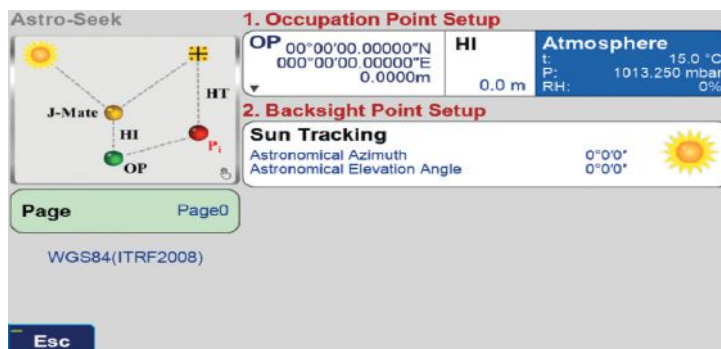 Astro-Seek
J-Mate
HI
HT
OP
P₁
Page
Page0
WGS84(ITRF2008)
Esc
1. Occupation Point Setup
OP
00°00'00.00000"N
000°00'00.00000"E
0.0000m
HI
0.0 m
Atmosphere
t: 15.0 °C
P: 1013.250 mbar
RH: 0%
2. Backsight Point Setup
Sun Tracking
Astronomical Azimuth 0°0'0"
Astronomical Elevation Angle 0°0'0"